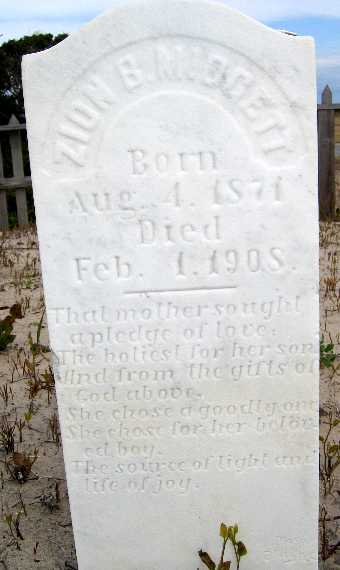 ZION B. MIDGETT
Born
Aug. 4. 1871
Died
Feb. 1. 1908.
That mother sought
a pledge of love:
The holiest for her son
And from the gifts of
God above,
She chose a goodly one
She chose for her belov
ed boy.
The source of light and
life of joy.